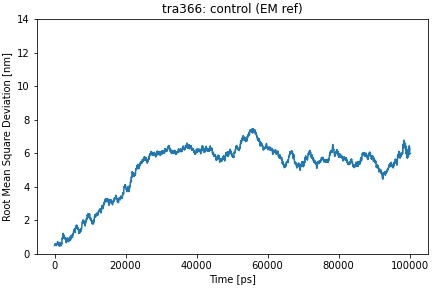 tra366: control (EM ref)
Root Mean Square Deviation [nm]
14
12
10
8
6
4
2
0
0 20000 40000 60000 80000 100000
Time [ps]